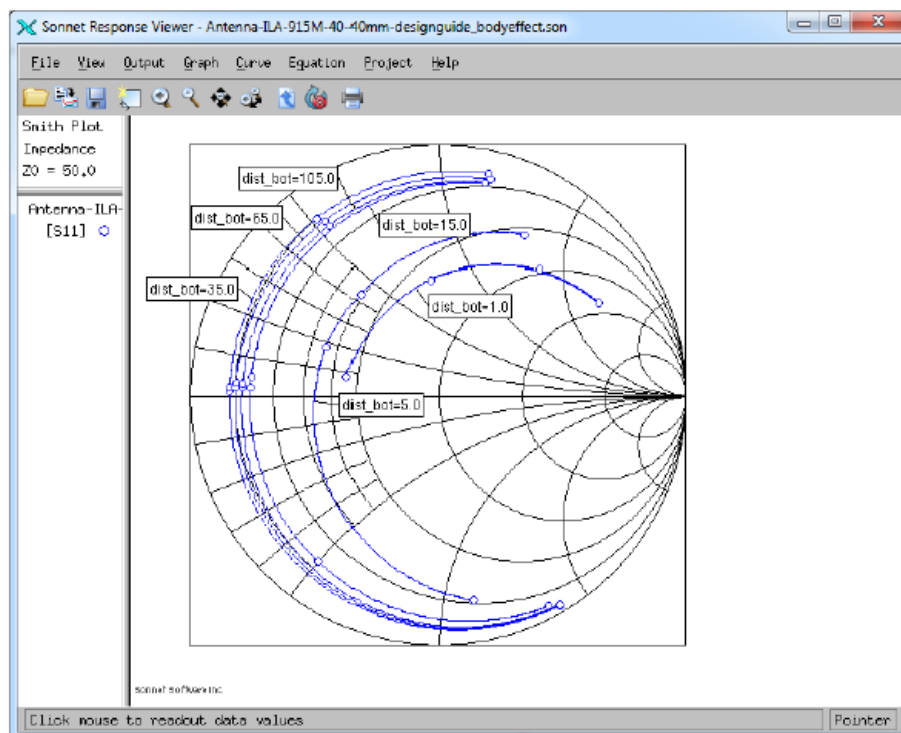 Sonnet Response Viewer - Antenna-ILA-915M-40-40mm-designguide_bodyeffect.son
File View Output Graph Curve Equation Project Help
Smith Plot
Impedance
Z0 = 50.0
Antenna-ILA-
[S11]
dist_bot=105.0
dist_bot=65.0
dist_bot=15.0
dist_bot=35.0
dist_bot=1.0
dist_bot=5.0
Sonnet Software Inc.
Click mouse to readout data values
Pointer